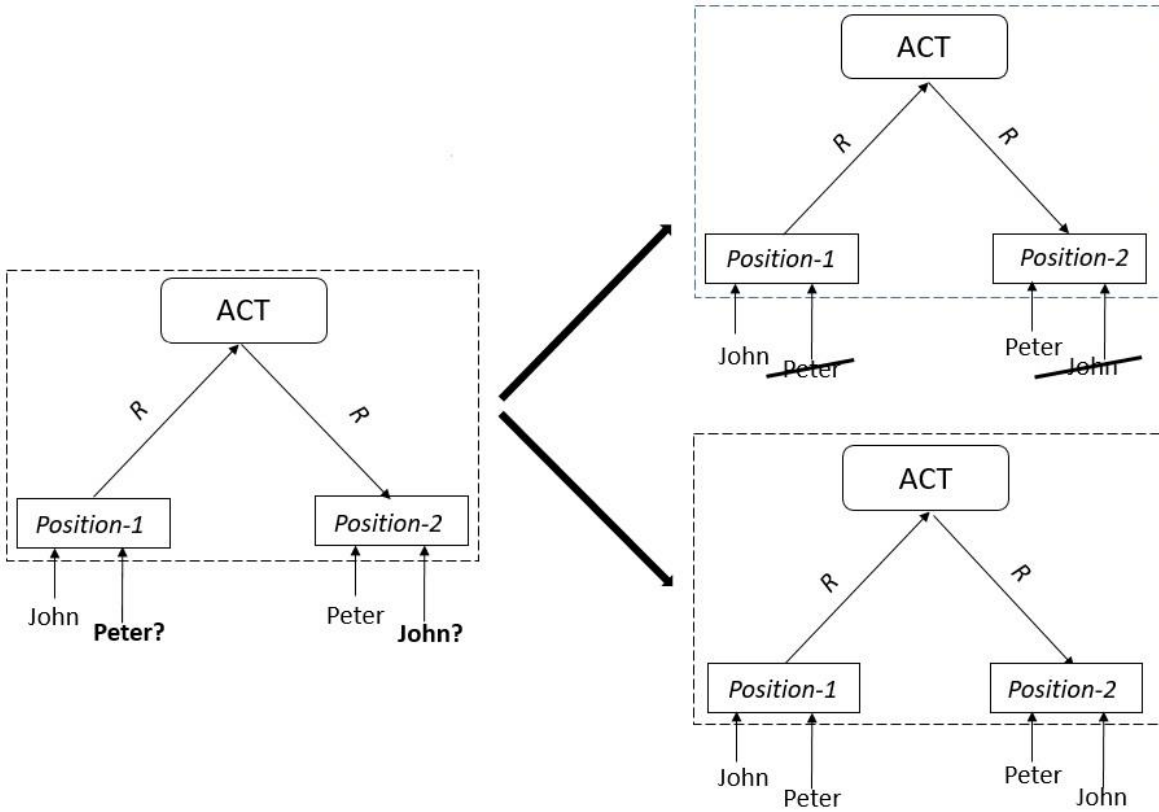 ACT
R R
Position-1 Position-2
John Peter? Peter John?
ACT
R R
Position-1 Position-2
John Peter Peter John
ACT
R R
Position-1 Position-2
John Peter Peter John